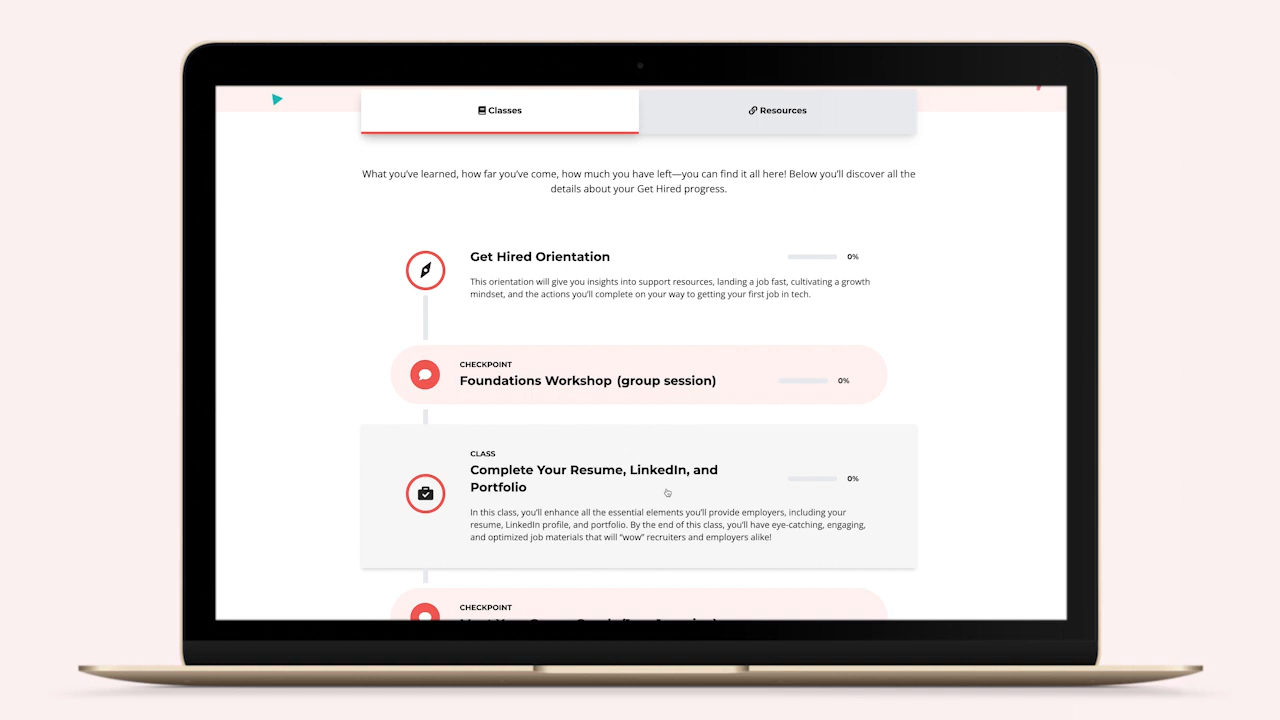 Classes
Resources
What you've learned, how far you've come, how much you have left—you can find it all here! Below you'll discover all the
details about your Get Hired progress.
Get Hired Orientation
0%
This orientation will give you insights into support resources, landing a job fast, cultivating a growth
mindset, and the actions you'll complete on your way to getting your first job in tech.
CHECKPOINT
Foundations Workshop (group session)
0%
CLASS
Complete Your Resume, LinkedIn, and
Portfolio
0%
In this class, you'll enhance all the essential elements you'll provide employers, including your
resume, LinkedIn profile, and portfolio. By the end of this class, you'll have eye-catching, engaging,
and optimized job materials that will "wow" recruiters and employers alike!
CHECKPOINT